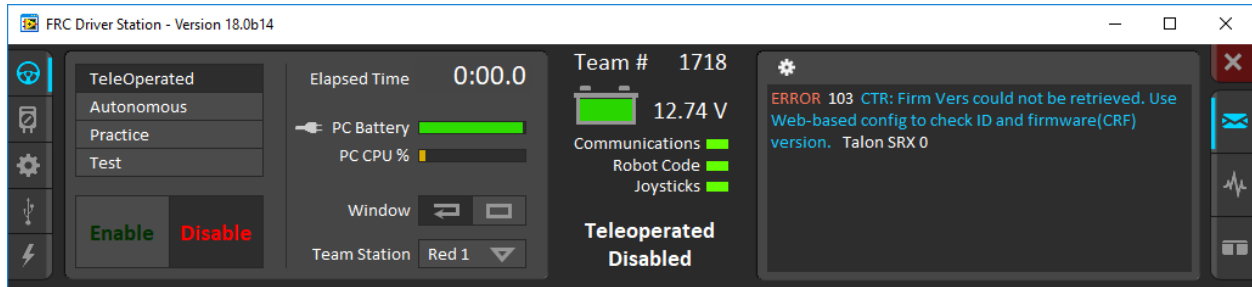 FRC Driver Station - Version 18.0b14
TeleOperated
Autonomous
Practice
Test
Enable Disable
Elapsed Time 0:00.0
PC Battery
PC CPU %
Window
Team Station Red 1
Team # 1718
12.74 V
Communications
Robot Code
Joysticks
Teleoperated
Disabled
ERROR 103 CTR: Firm Vers could not be retrieved. Use
Web-based config to check ID and firmware(CRF)
version. Talon SRX 0